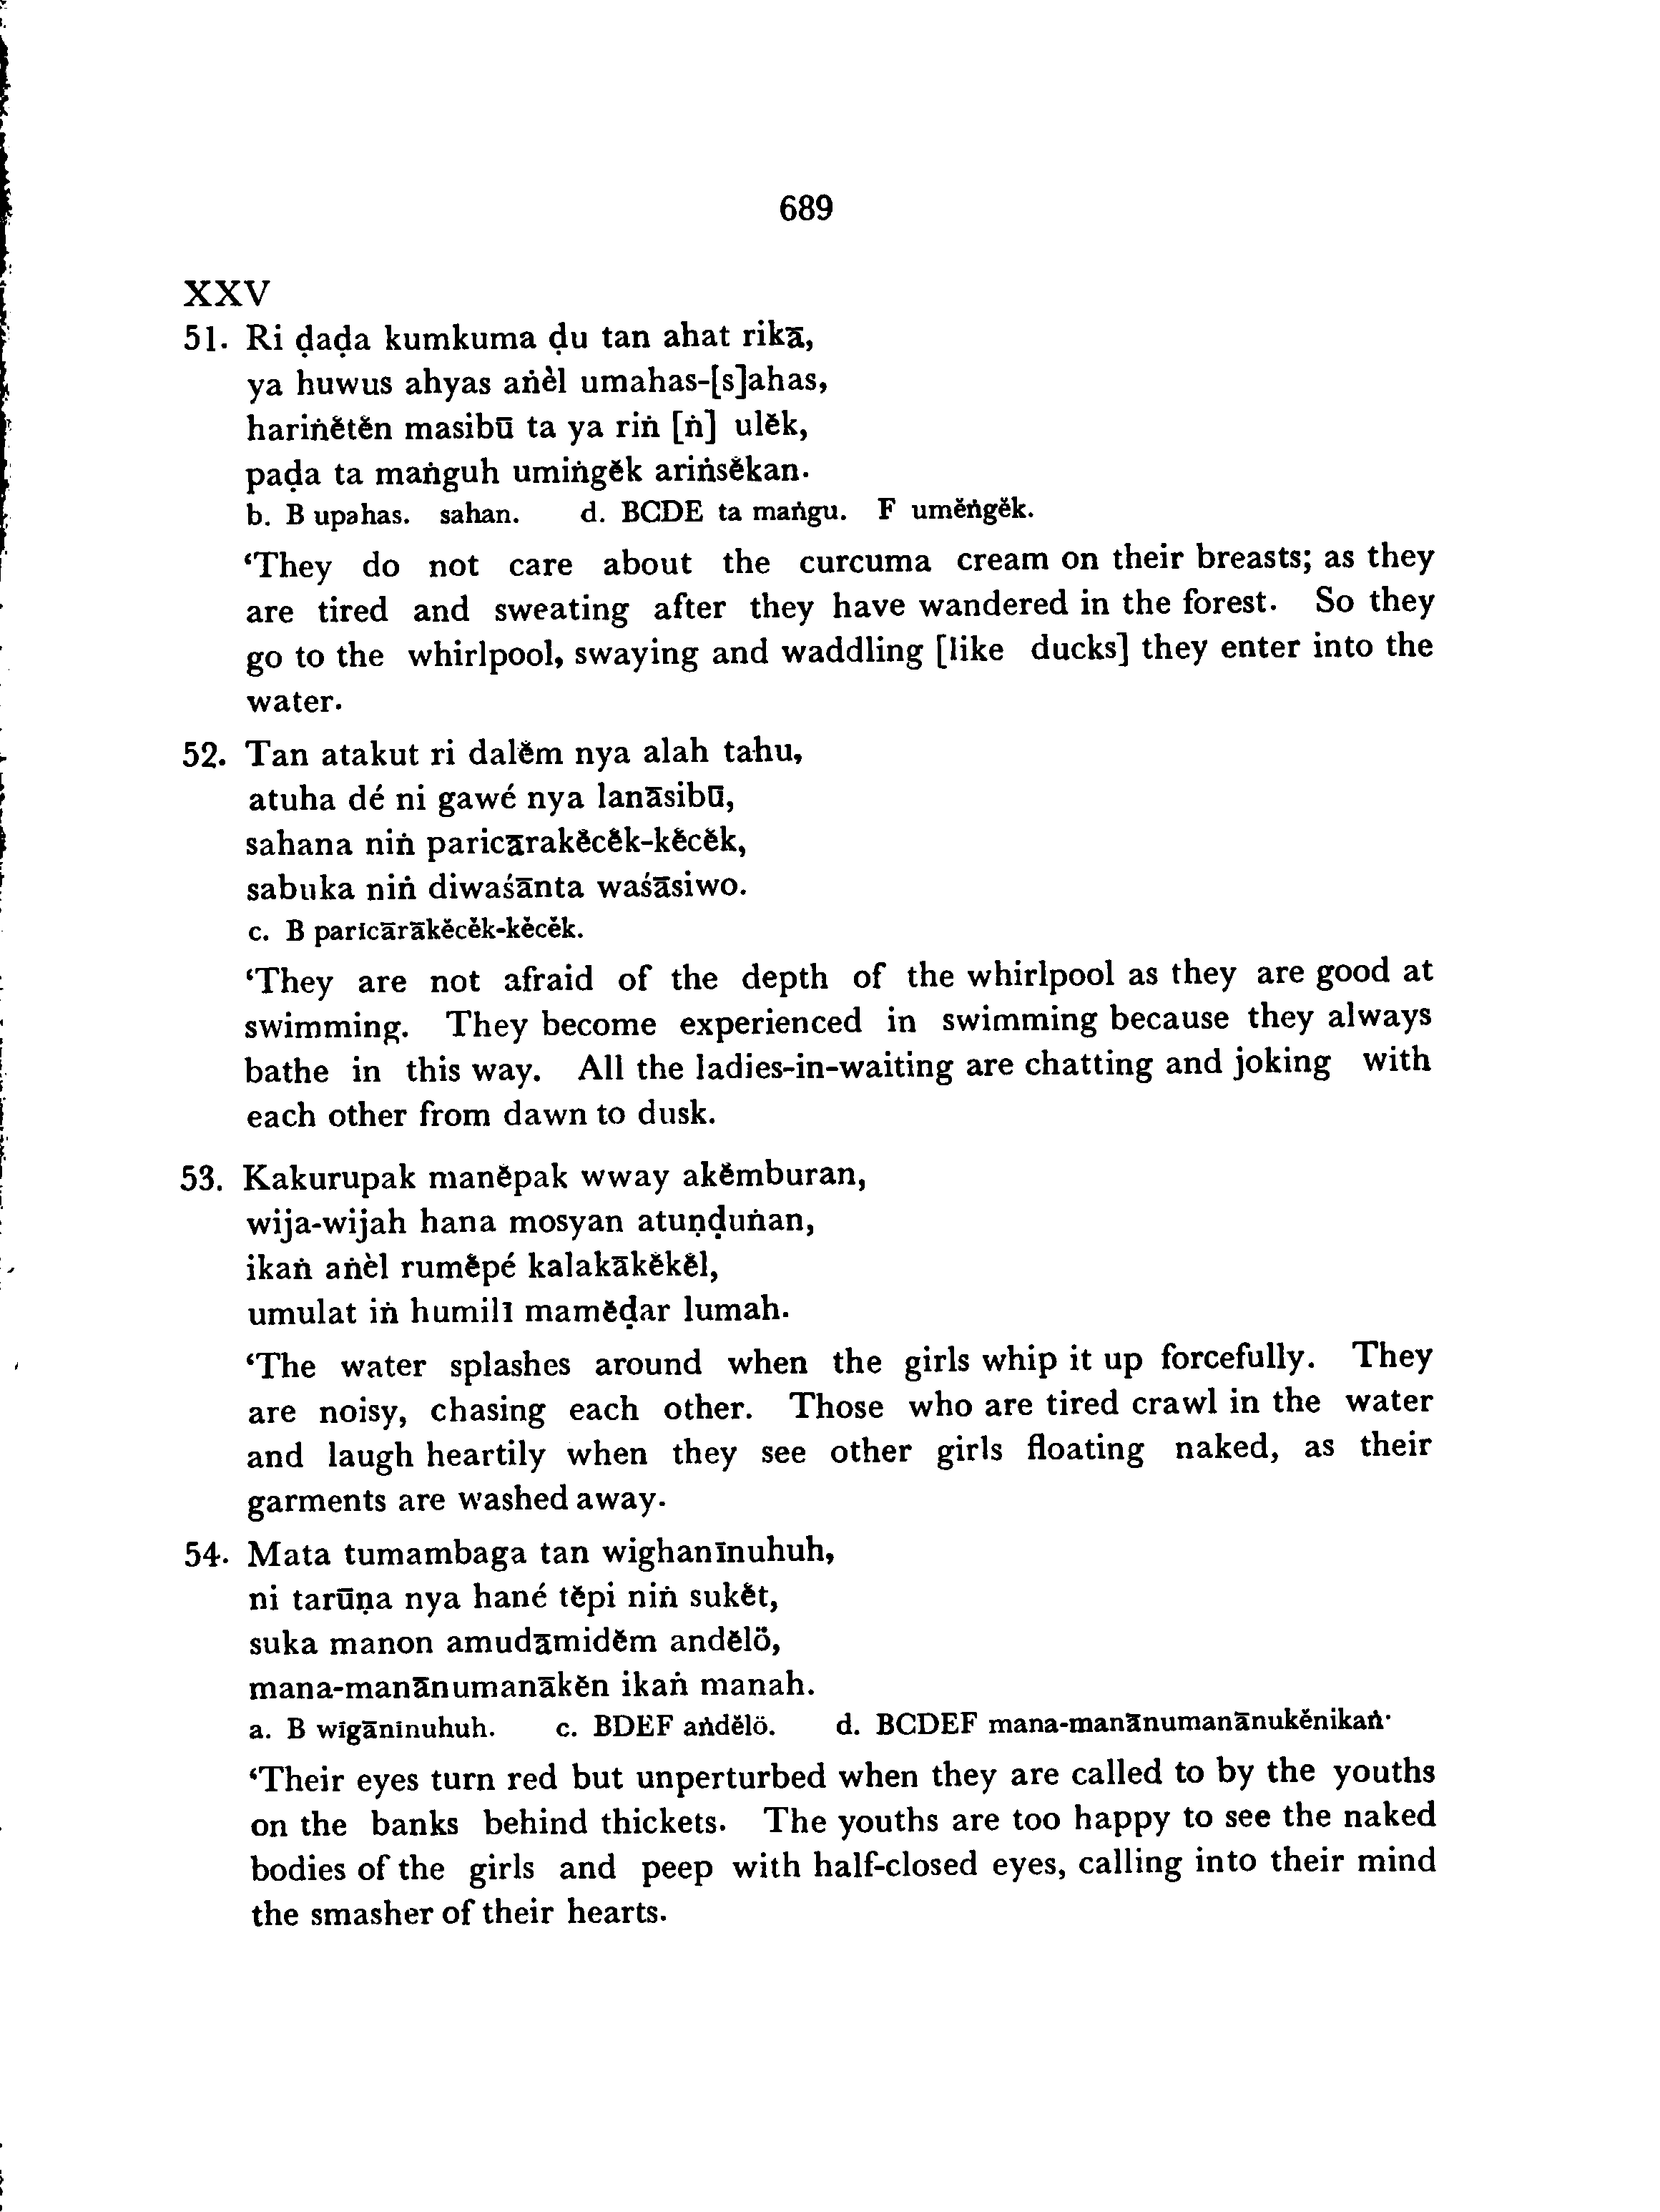 689
XXV
51. Ri ḍaḍa kumkuma ḍu tan ahat rikā,
ya huwus ahyas aṅèl umahas-[s]ahas,
hariṅĕtĕn masibū ta ya riṅ [ṅ] ulĕk,
paḍa ta maṅguh umiṅgĕk ariṅsĕkan.
b. B upahas. sahan. d. BCDE ta maṅgu. F umĕṅgĕk.
‘They do not care about the curcuma cream on their breasts; as they
are tired and sweating after they have wandered in the forest. So they
go to the whirlpool, swaying and waddling [like ducks] they enter into the
water.
52. Tan atakut ri dalĕm nya alah tahu,
atuha dé ni gawé nya lanāsibū,
sahana niṅ paricārakĕcĕk-kĕcĕk,
sabuka niṅ diwaśānta waśāsiwo.
c. B paricārākĕcĕk-kĕcĕk.
‘They are not afraid of the depth of the whirlpool as they are good at
swimming. They become experienced in swimming because they always
bathe in this way. All the ladies-in-waiting are chatting and joking with
each other from dawn to dusk.
53. Kakurupak manĕpak wway akĕmburan,
wija-wijah hana mosyan atuṇḍuṅan,
ikaṅ aṅèl rumĕpé kalakākĕkĕl,
umulat iṅ humilī mamĕḍar lumah.
‘The water splashes around when the girls whip it up forcefully. They
are noisy, chasing each other. Those who are tired crawl in the water
and laugh heartily when they see other girls floating naked, as their
garments are washed away.
54. Mata tumambaga tan wighanīnuhuh,
ni tarūṇa nya hané tĕpi niṅ sukĕt,
suka manon amudāmidĕm andĕlö,
mana-manānumanākĕn ikaṅ manah.
a. B wigāninuhuh. c. BDEF aṅdĕlö. d. BCDEF mana-manānumanānukĕnikaṅ.
‘Their eyes turn red but unperturbed when they are called to by the youths
on the banks behind thickets. The youths are too happy to see the naked
bodies of the girls and peep with half-closed eyes, calling into their mind
the smasher of their hearts.